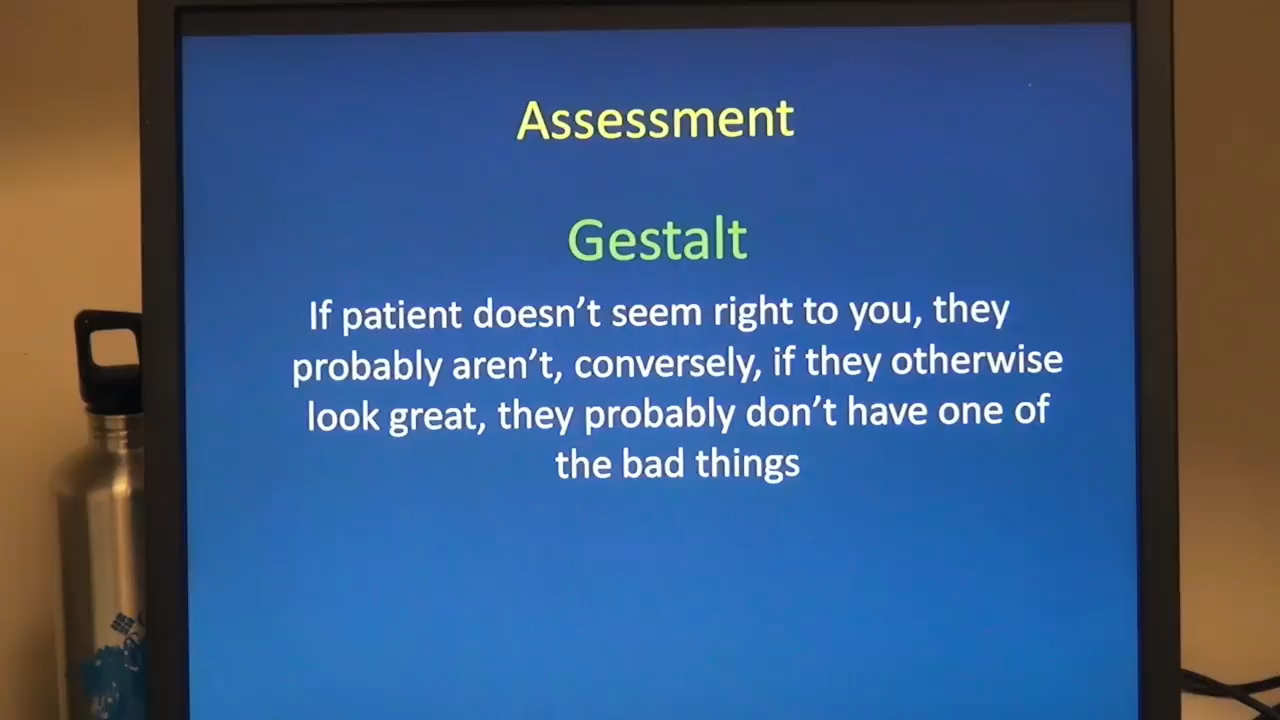 Assessment
Gestalt
If patient doesn’t seem right to you, they
probably aren’t, conversely, if they otherwise
look great, they probably don’t have one of
the bad things